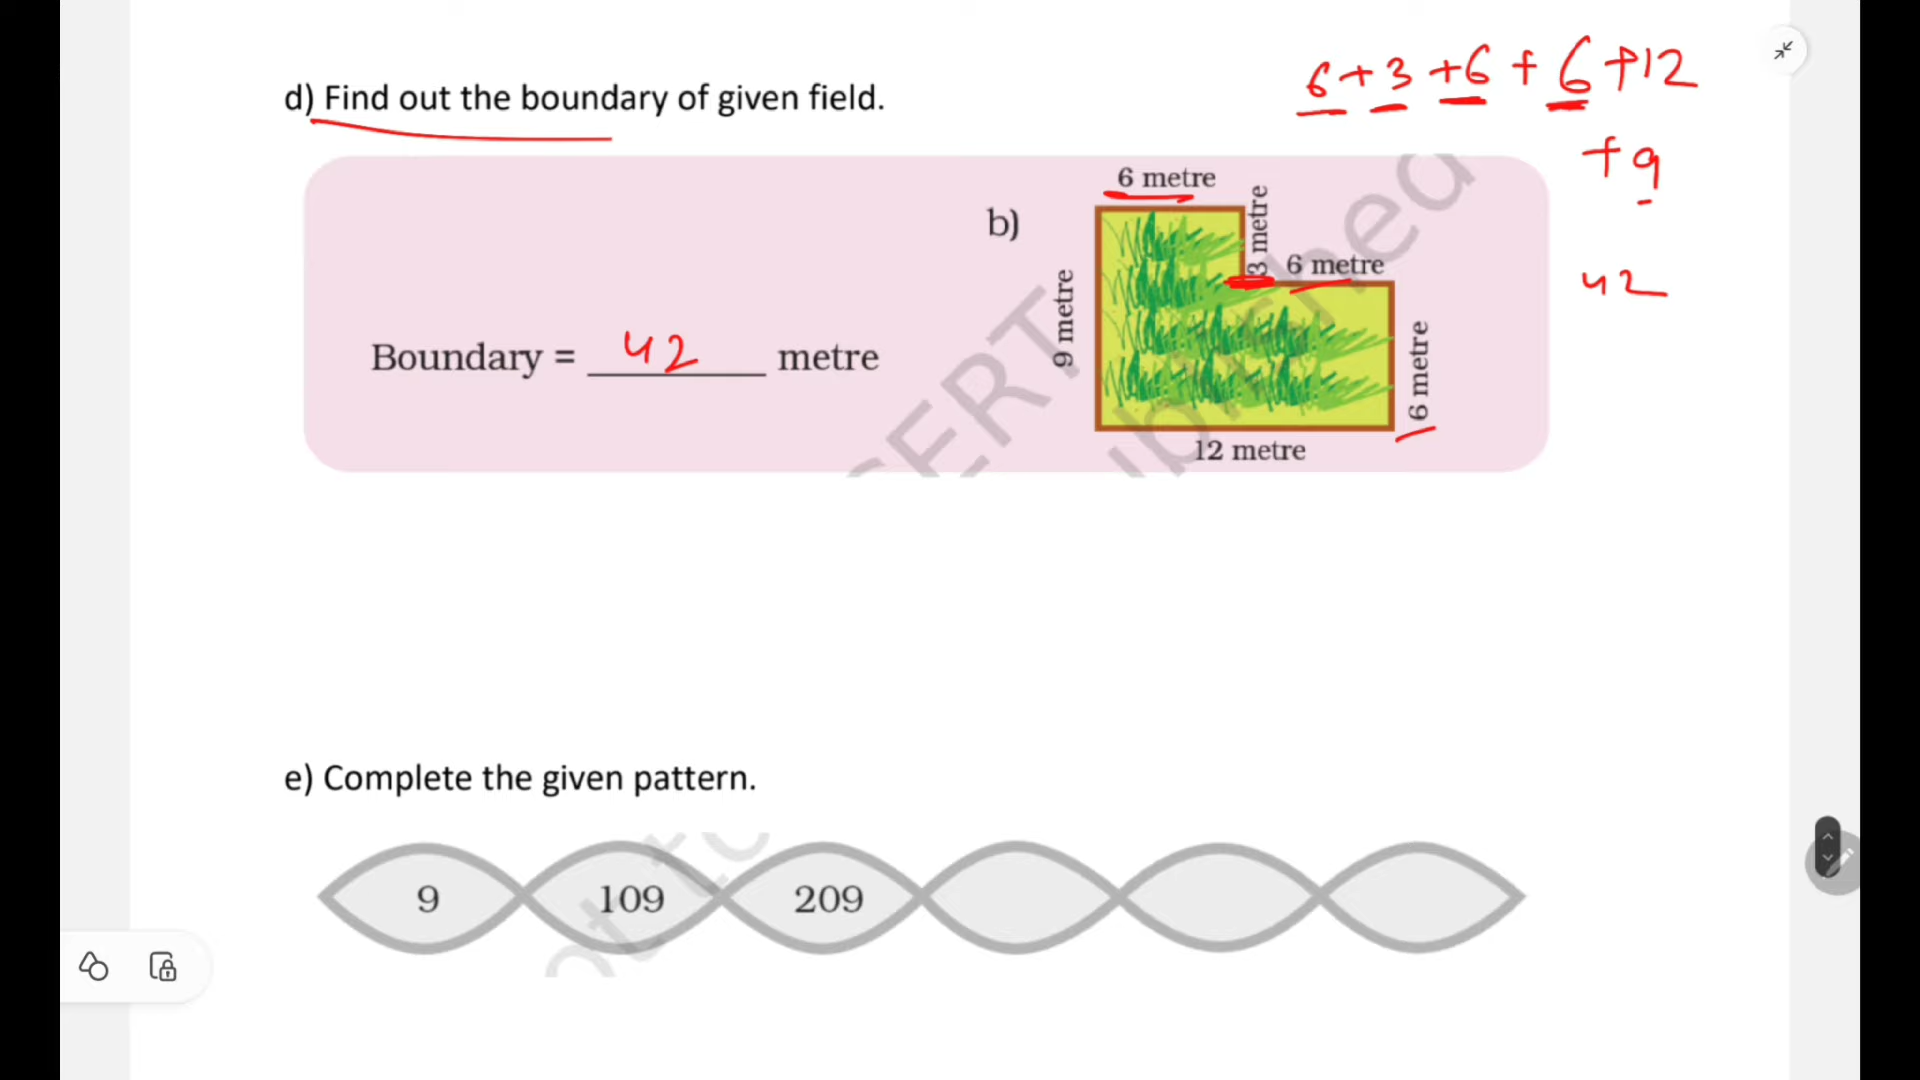 6+3+6+6+12
d) Find out the boundary of given field.
+9
6 metre
b)
3 metre
6 metre
9 metre
42
Boundary = 42 metre
6 metre
12 metre
e) Complete the given pattern.
9 109 209